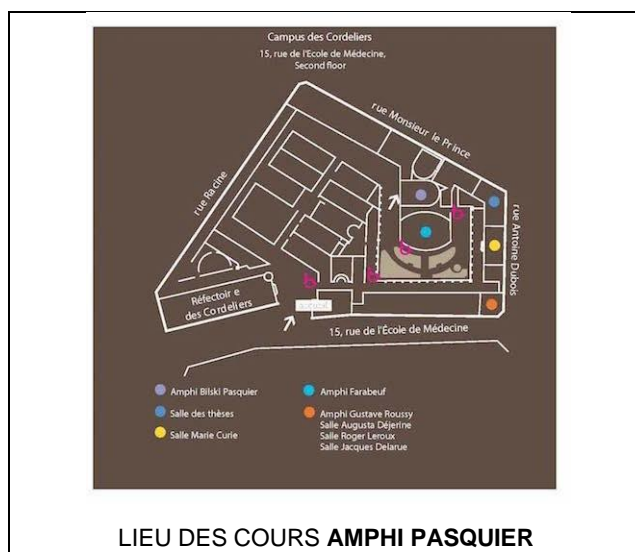 Campus des Cordeliers
15, rue de l'Ecole de Médecine,
Second floor
rue Monsieur le Prince
rue Racine
rue Antoine Dubois
Réfectoir e
des Cordeliers
15, rue de l'École de Médecine
Amphi Bilski Pasquier
Salle des thèses
Salle Marie Curie
Amphi Farabeuf
Amphi Gustave Roussy
Salle Augusta Déjerine
Salle Roger Leroux
Salle Jacques Delarue
LIEU DES COURS AMPHI PASQUIER